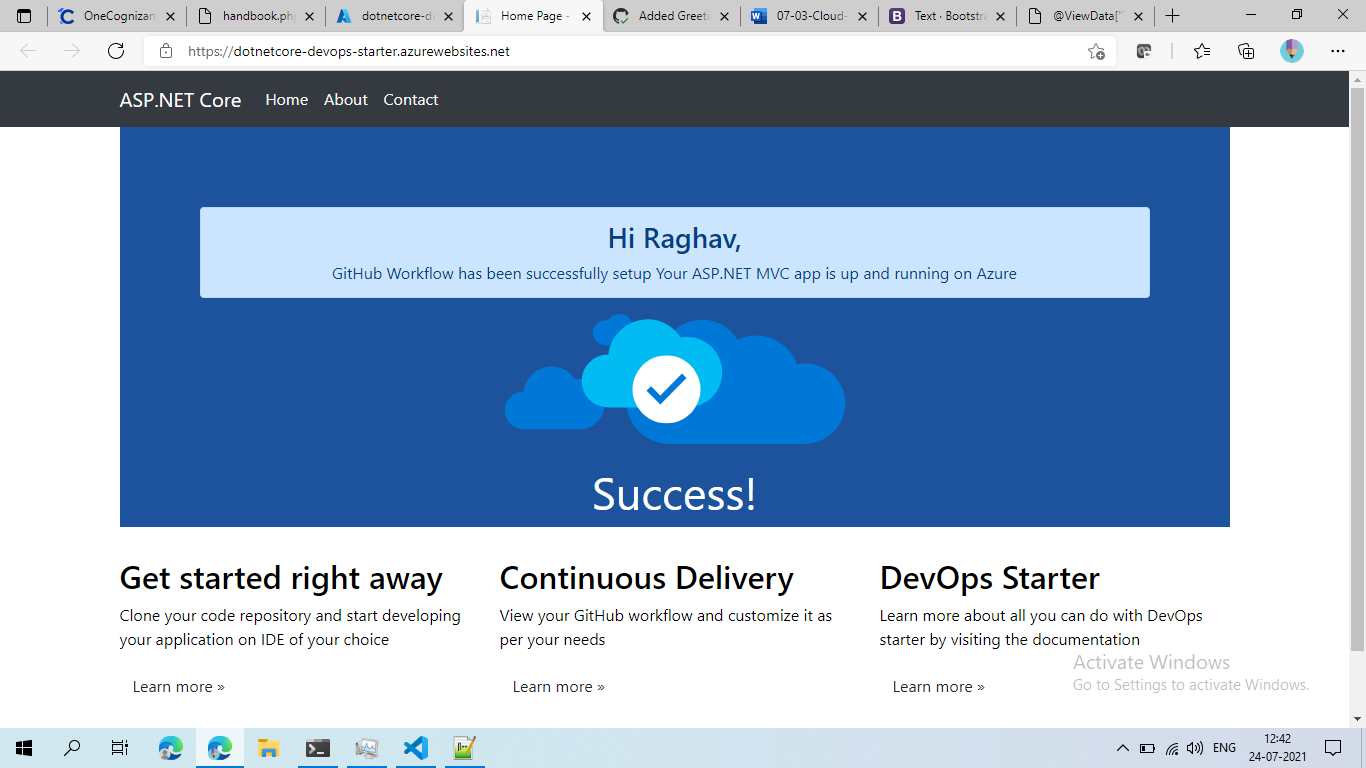 OneCognizan
handbook.ph
dotnetcore-de
Home Page -
Added Greeti
07-03-Cloud-
Text · Bootstra
@ViewData["
https://dotnetcore-devops-starter.azurewebsites.net
ASP.NET Core Home About Contact
Hi Raghav,
GitHub Workflow has been successfully setup Your ASP.NET MVC app is up and running on Azure
Success!
Get started right away
Clone your code repository and start developing
your application on IDE of your choice
Learn more »
Continuous Delivery
View your GitHub workflow and customize it as
per your needs
Learn more »
DevOps Starter
Learn more about all you can do with DevOps
starter by visiting the documentation
Learn more »
Activate Windows
Go to Settings to activate Windows.
ENG
12:42
24-07-2021